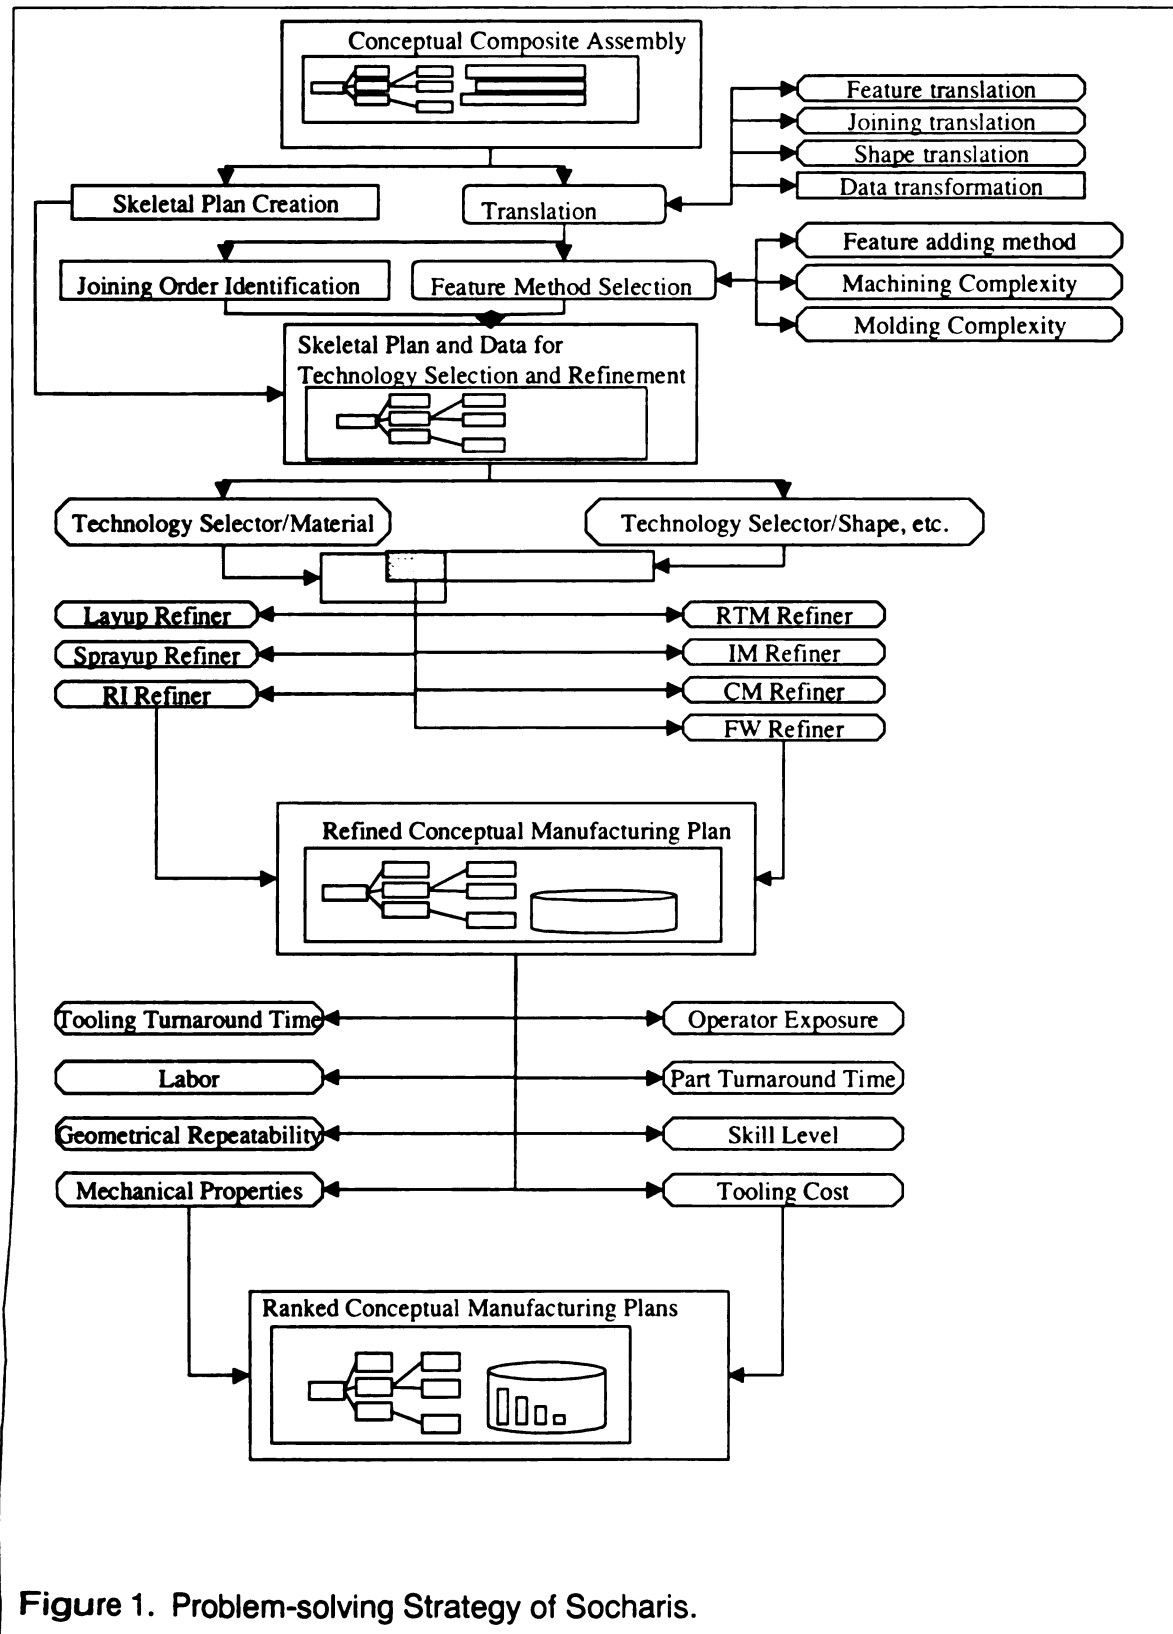 Conceptual Composite Assembly
Feature translation
Joining translation
Shape translation
Data transformation
Skeletal Plan Creation
Translation
Feature adding method
Machining Complexity
Molding Complexity
Joining Order Identification
Feature Method Selection
Skeletal Plan and Data for
Technology Selection and Refinement
Technology Selector/Material
Technology Selector/Shape, etc.
Layup Refiner
RTM Refiner
Sprayup Refiner
IM Refiner
RI Refiner
CM Refiner
FW Refiner
Refined Conceptual Manufacturing Plan
Tooling Turnaround Time
Operator Exposure
Labor
Part Turnaround Time
Geometrical Repeatability
Skill Level
Mechanical Properties
Tooling Cost
Ranked Conceptual Manufacturing Plans
Figure 1. Problem-solving Strategy of Socharis.